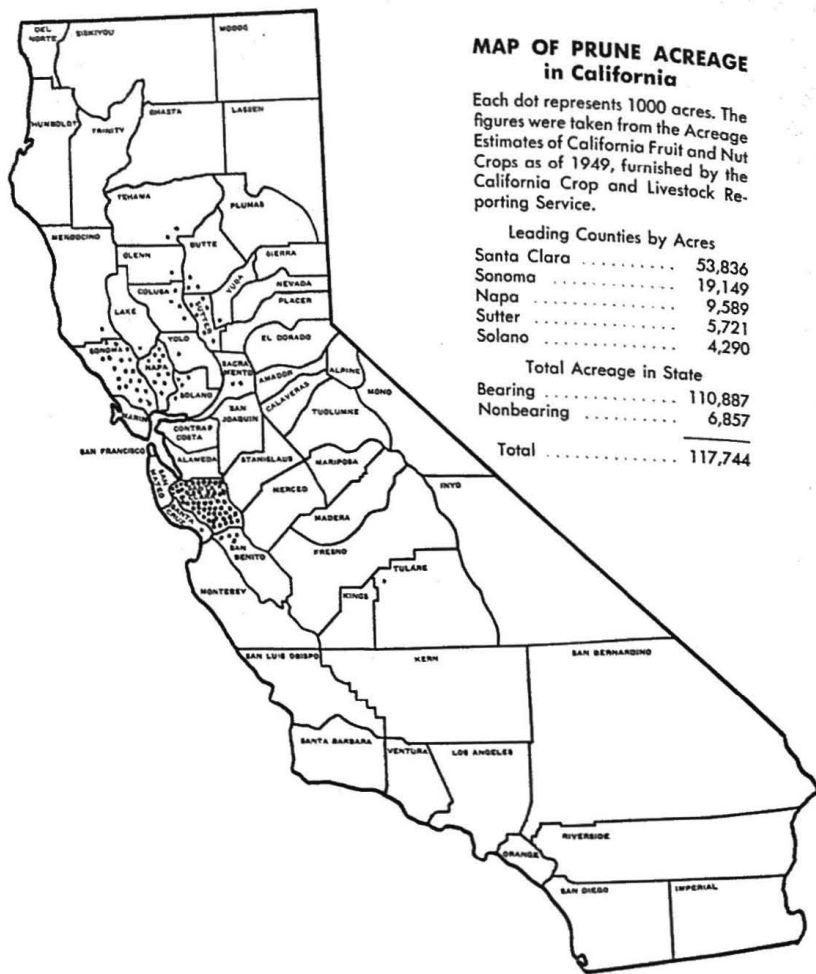 MAP OF PRUNE ACREAGE
in California
Each dot represents 1000 acres. The
figures were taken from the Acreage
Estimates of California Fruit and Nut
Crops as of 1949, furnished by the
California Crop and Livestock Re-
porting Service.
Leading Counties by Acres
Santa Clara .......... 53,836
Sonoma .......... 19,149
Napa .............. 9,589
Sutter .............. 5,721
Solano .............. 4,290
Total Acreage in State
Bearing ............. 110,887
Nonbearing .......... 6,857
Total .............. 117,744
DEL
NORTE
SISKIYOU
MODOC
HUMBOLDT
TRINITY
SHASTA
LASSEN
TEHAMA
PLUMAS
MENDOCINO
GLENN
BUTTE
SIERRA
COLUSA
YUBA
NEVADA
LAKE
SUTTER
PLACER
SONOMA
NAPA
YOLO
EL DORADO
SACRA
MENTO
SOLANO
AMADOR
ALPINE
MARIN
CALAVERAS
MONO
SAN
JOAQUIN
TUOLUMNE
CONTRA
COSTA
SAN FRANCISCO
ALAMEDA
STANISLAUS
MARIPOSA
SAN
MATEO
SANTA
CRUZ
MERCED
INYO
MADERA
SAN
BENITO
FRESNO
TULARE
MONTEREY
KINGS
SAN LUIS OBISPO
KERN
SAN BERNARDINO
SANTA BARBARA
VENTURA
LOS ANGELES
ORANGE
RIVERSIDE
SAN DIEGO
IMPERIAL